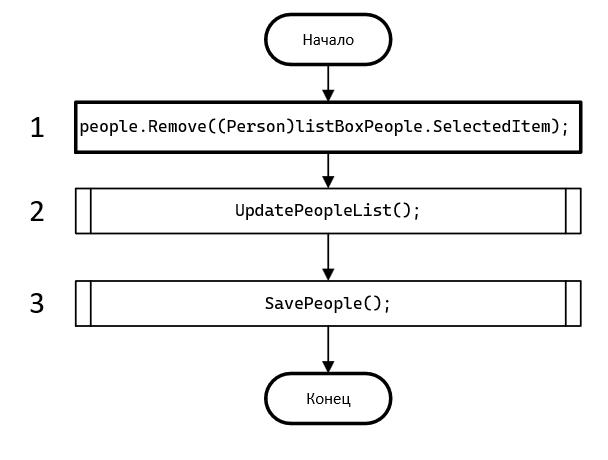 Начало
1
people.Remove((Person)listBoxPeople.SelectedItem);
2
UpdatePeopleList();
3
SavePeople();
Конец